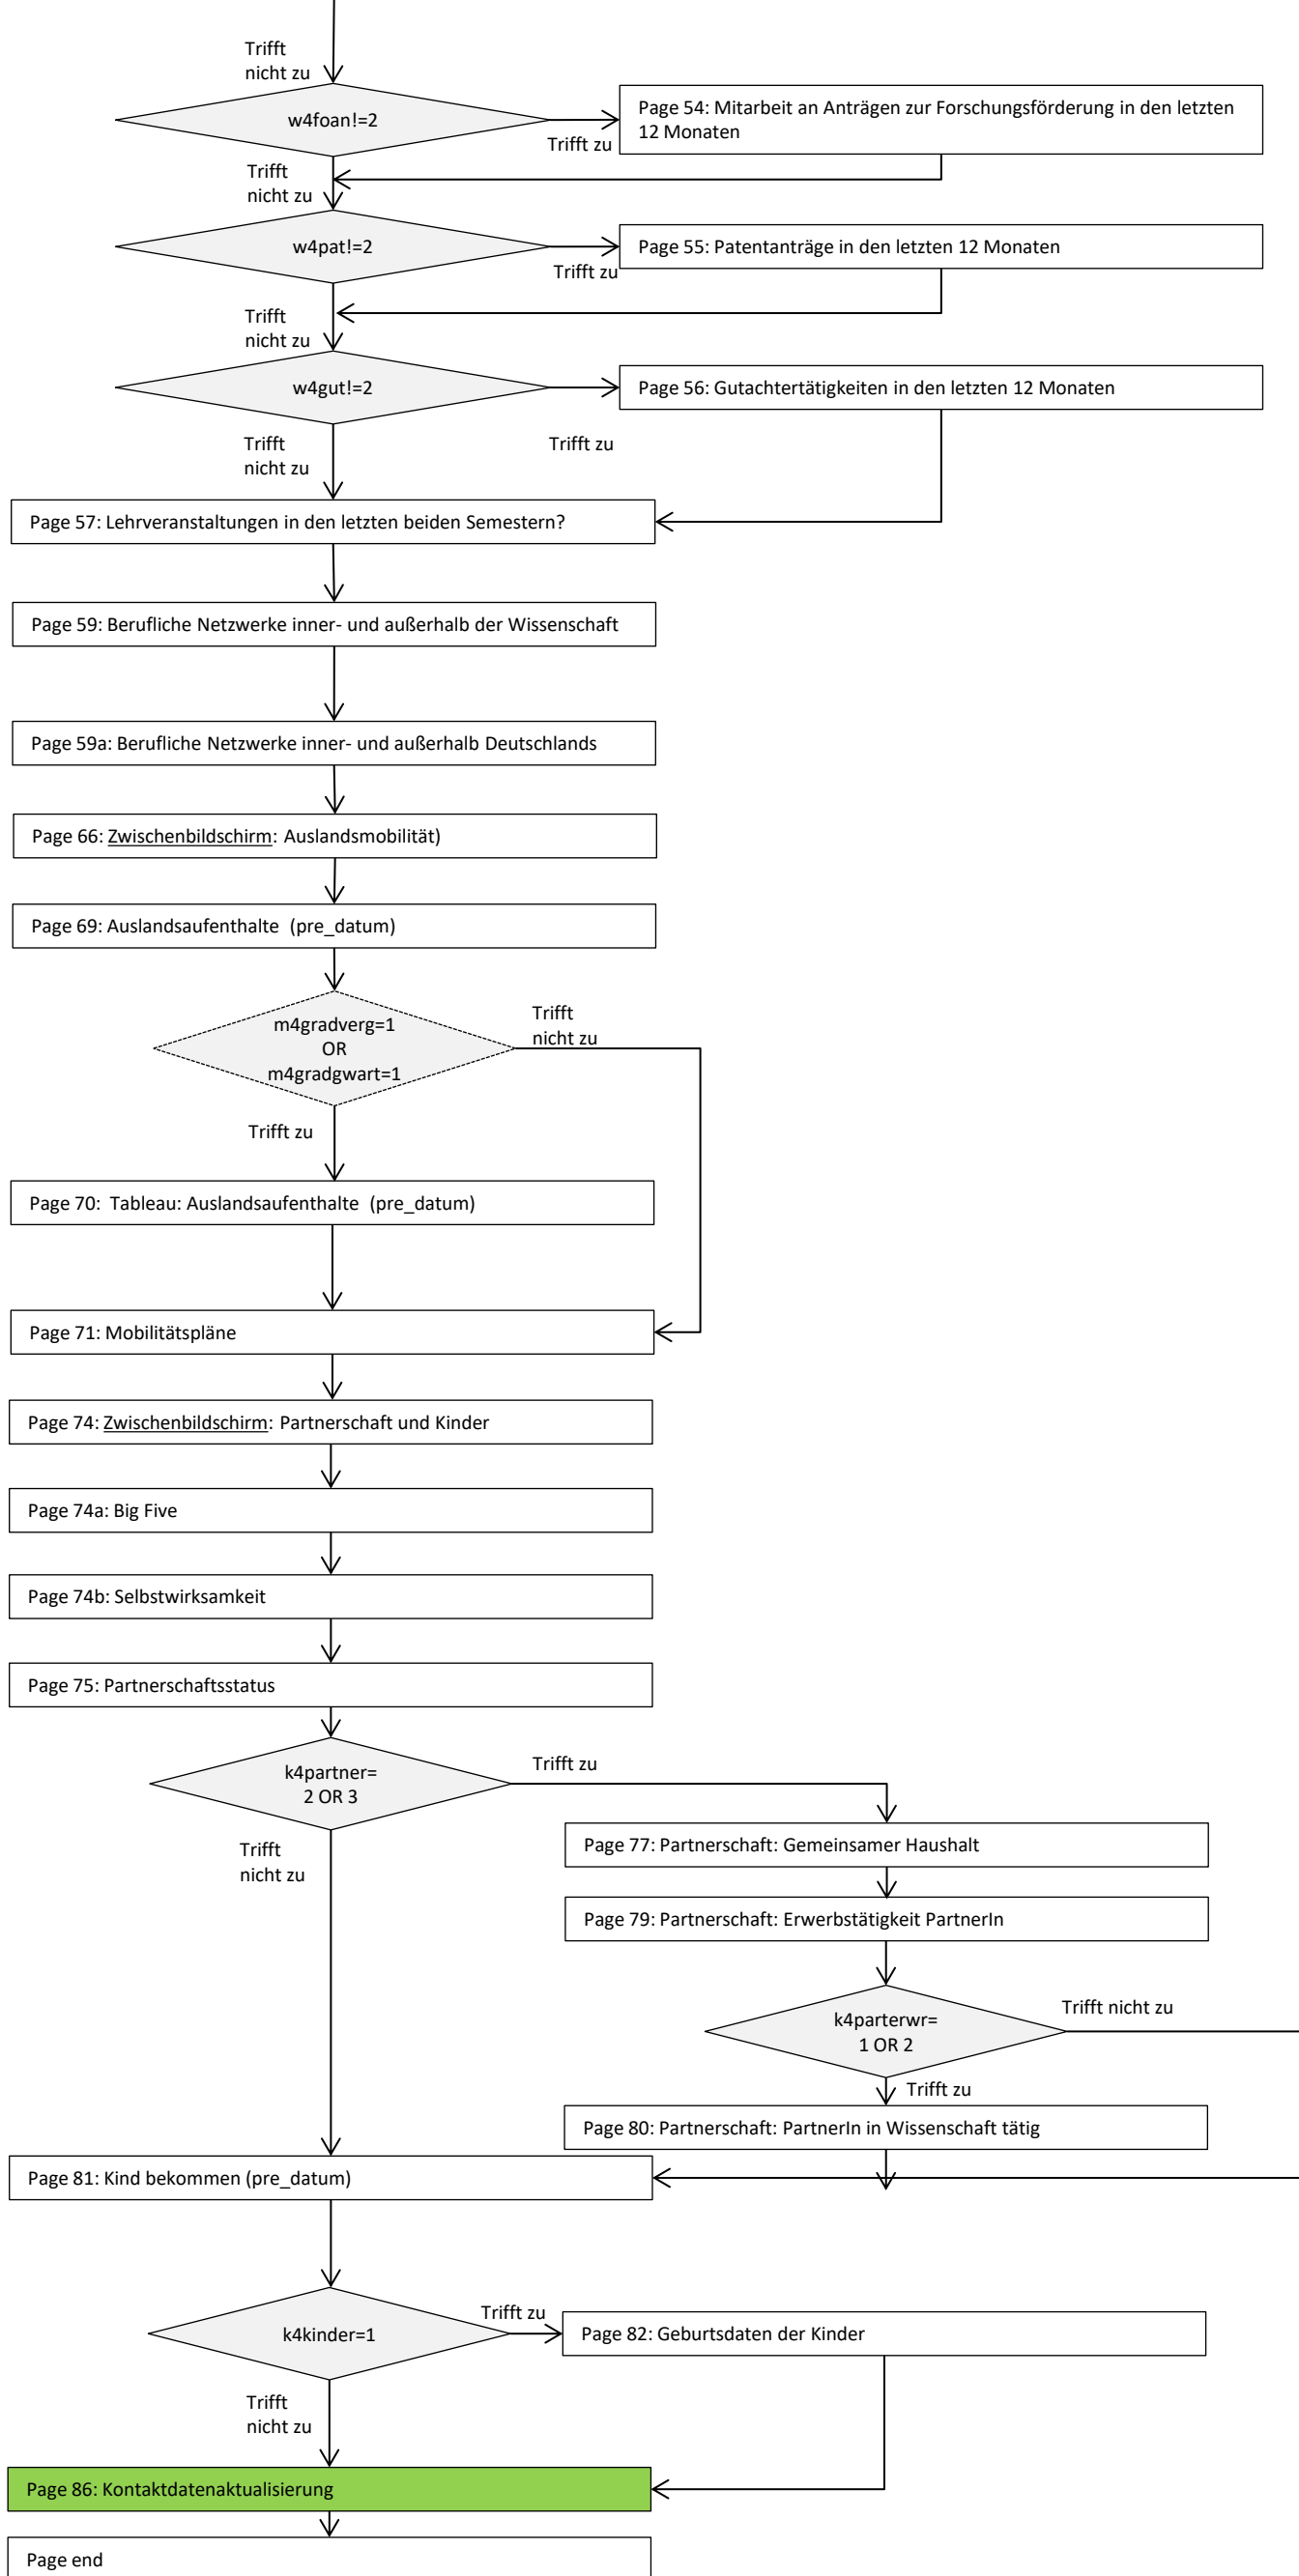 Trifft
nicht zu
w4foan!=2
Trifft zu
Page 54: Mitarbeit an Anträgen zur Forschungsförderung in den letzten
12 Monaten
Trifft
nicht zu
w4pat!=2
Trifft zu
Page 55: Patentanträge in den letzten 12 Monaten
Trifft
nicht zu
w4gut!=2
Page 56: Gutachtertätigkeiten in den letzten 12 Monaten
Trifft
nicht zu
Trifft zu
Page 57: Lehrveranstaltungen in den letzten beiden Semestern?
Page 59: Berufliche Netzwerke inner- und außerhalb der Wissenschaft
Page 59a: Berufliche Netzwerke inner- und außerhalb Deutschlands
Page 66: Zwischenbildschirm: Auslandsmobilität)
Page 69: Auslandsaufenthalte (pre_datum)
m4gradverg=1
OR
m4gradgwart=1
Trifft
nicht zu
Trifft zu
Page 70: Tableau: Auslandsaufenthalte (pre_datum)
Page 71: Mobilitätspläne
Page 74: Zwischenbildschirm: Partnerschaft und Kinder
Page 74a: Big Five
Page 74b: Selbstwirksamkeit
Page 75: Partnerschaftsstatus
k4partner=
2 OR 3
Trifft zu
Trifft
nicht zu
Page 77: Partnerschaft: Gemeinsamer Haushalt
Page 79: Partnerschaft: Erwerbstätigkeit PartnerIn
k4parterwr=
1 OR 2
Trifft nicht zu
Trifft zu
Page 80: Partnerschaft: PartnerIn in Wissenschaft tätig
Page 81: Kind bekommen (pre_datum)
k4kinder=1
Trifft zu
Page 82: Geburtsdaten der Kinder
Trifft
nicht zu
Page 86: Kontaktdatenaktualisierung
Page end